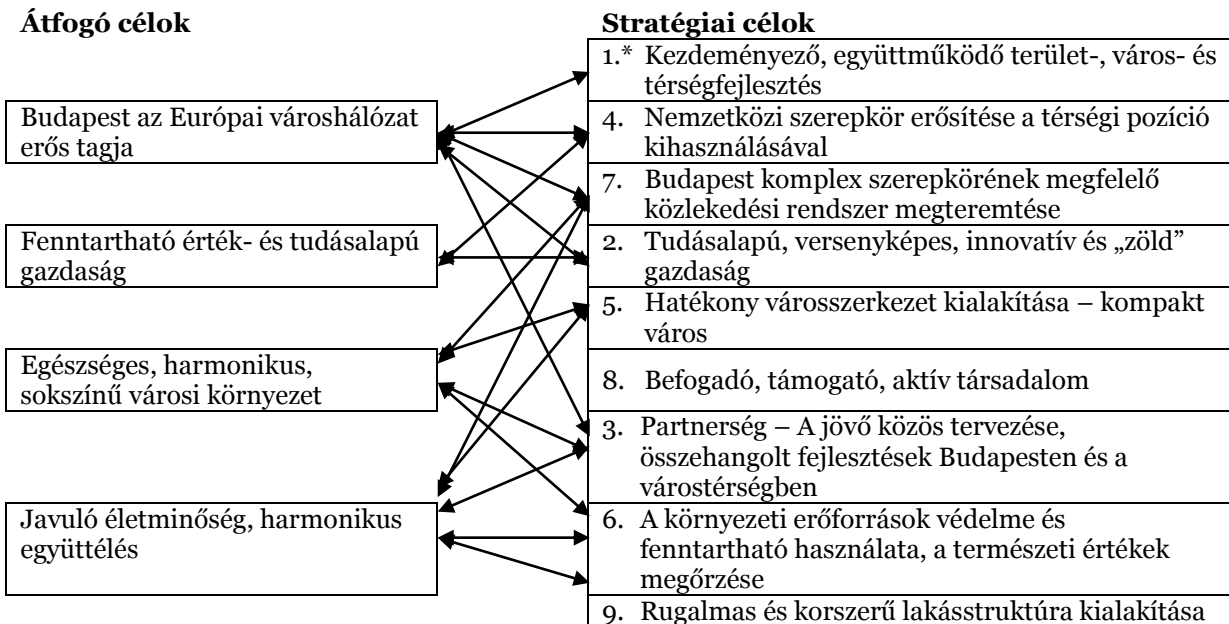 Átfogó célok
Budapest az Európai városhálózat
erős tagja
Fenntartható érték- és tudásalapú
gazdaság
Egészséges, harmonikus,
sokszínű városi környezet
Javuló életminőség, harmonikus
együttélés
Stratégiai célok
1.* Kezdeményező, együttműködő terület-, város- és
térségfejlesztés
4. Nemzetközi szerepkör erősítése a térségi pozíció
kihasználásával
7. Budapest komplex szerepkörének megfelelő
közlekedési rendszer megteremtése
2. Tudásalapú, versenyképes, innovatív és „zöld”
gazdaság
5. Hatékony városszerkezet kialakítása – kompakt
város
8. Befogadó, támogató, aktív társadalom
3. Partnerség – A jövő közös tervezése,
összehangolt fejlesztések Budapesten és a
várostérségben
6. A környezeti erőforrások védelme és
fenntartható használata, a természeti értékek
megőrzése
9. Rugalmas és korszerű lakásstruktúra kialakítása